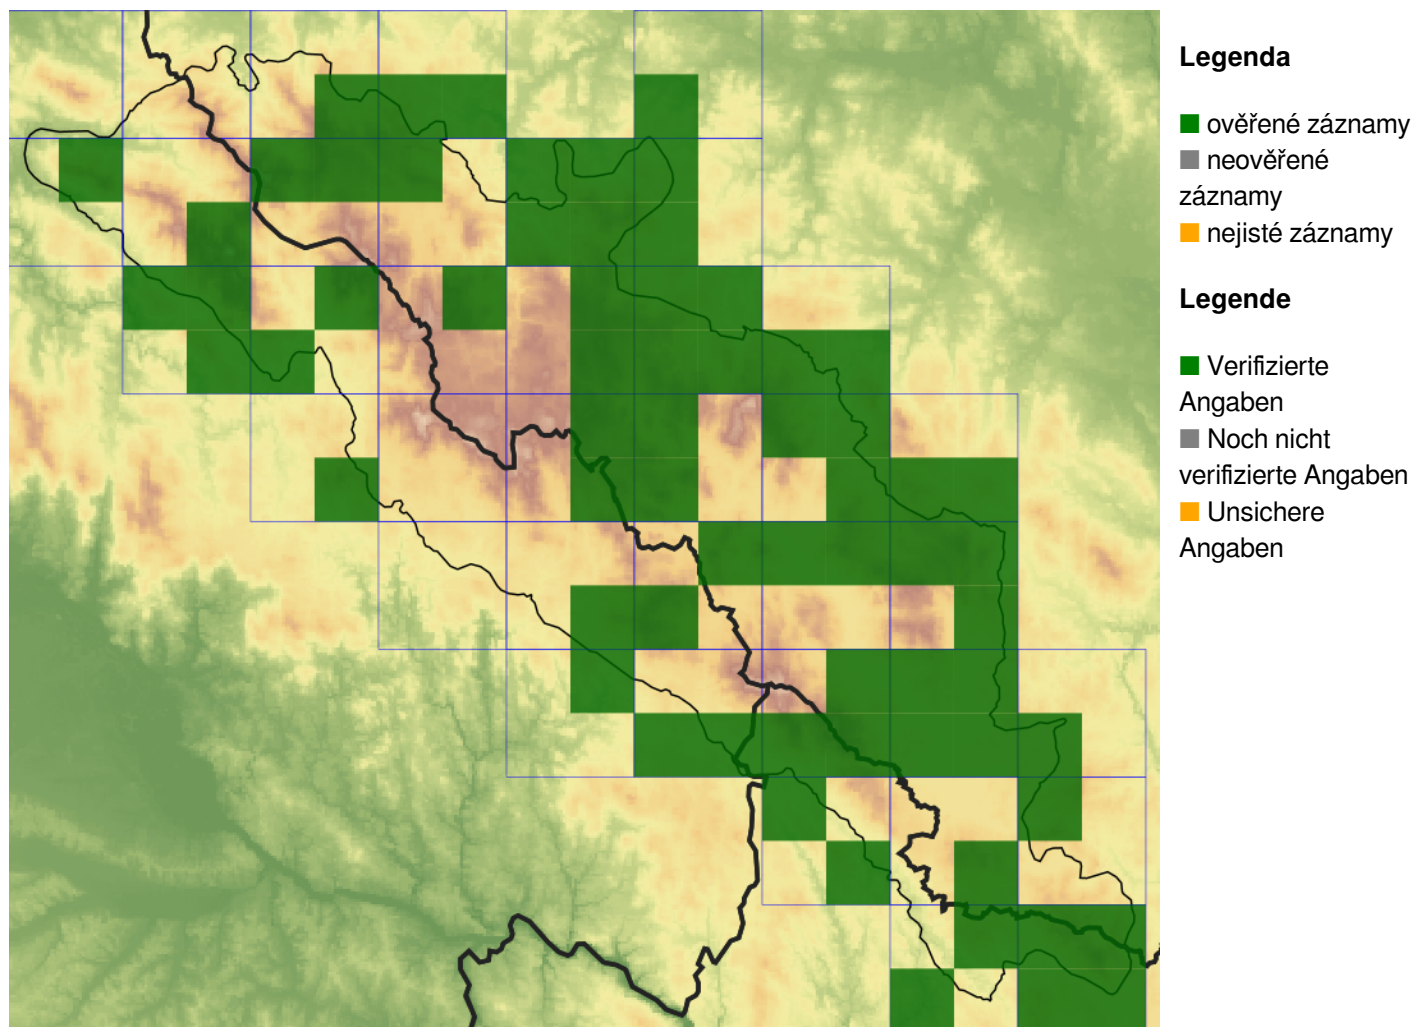 Legenda
ověřené záznamy
neověřené
záznamy
nejisté záznamy
Legende
Verifizierte
Angaben
Noch nicht
verifizierte Angaben
Unsichere
Angaben